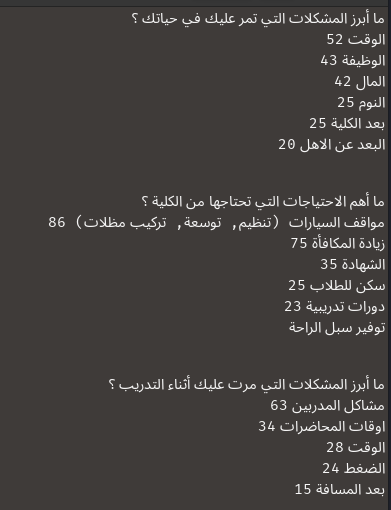 ما أبرز المشكلات التي تمر عليك في حياتك ؟
الوقت 52
الوظيفة 43
المال 42
النوم 25
بعد الكلية 25
البعد عن الاهل 20
ما أهم الاحتياجات التي تحتاجها من الكلية ؟
مواقف السيارات (تنظيم, توسعة, تركيب مظلات) 86
زيادة المكافأة 75
الشهادة 35
سكن للطلاب 25
دورات تدريبية 23
توفير سبل الراحة
ما أبرز المشكلات التي مرت عليك أثناء التدريب ؟
مشاكل المدربين 63
اوقات المحاضرات 34
الوقت 28
الضغط 24
بعد المسافة 15